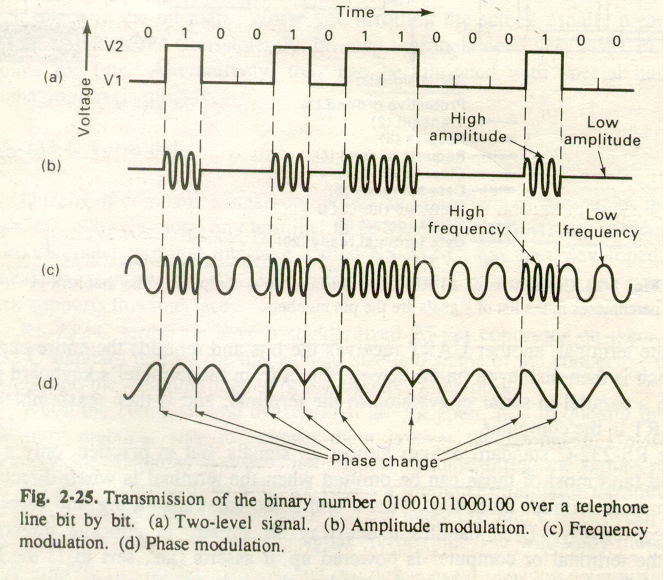 Time
0 1 0 0 1 0 1 1 0 0 0 1 0 0
Voltage
V2
(a) V1
High amplitude
Low amplitude
(b)
High frequency
Low frequency
(c)
(d)
Phase change
Fig. 2-25. Transmission of the binary number 01001011000100 over a telephone
line bit by bit. (a) Two-level signal. (b) Amplitude modulation. (c) Frequency
modulation. (d) Phase modulation.